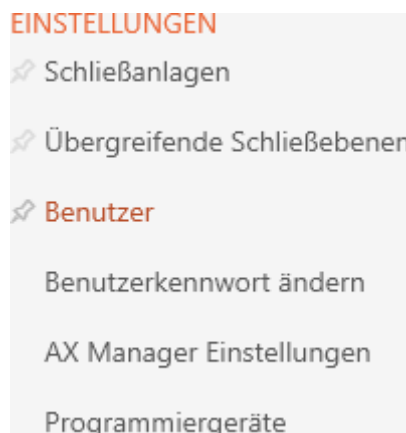 EINSTELLUNGEN
Schließanlagen
Übergreifende Schließebenen
Benutzer
Benutzerkennwort ändern
AX Manager Einstellungen
Programmiergeräte